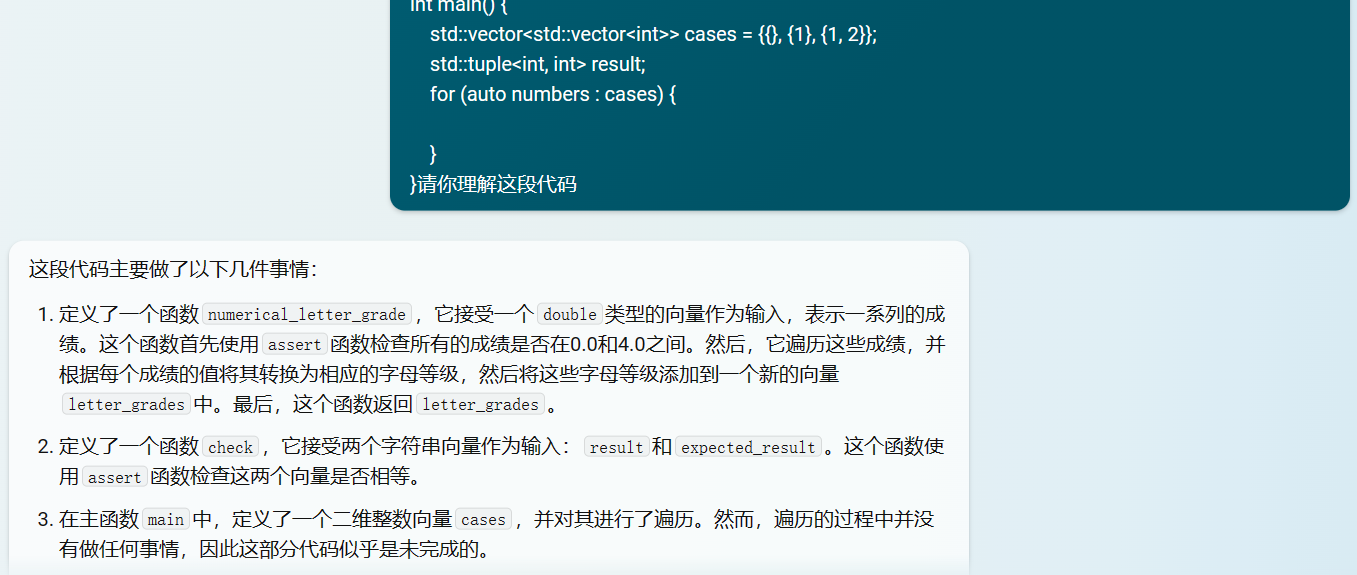 int main() {
std::vector<std::vector<int>> cases = {{}, {1}, {1, 2}};
std::tuple<int, int> result;
for (auto numbers : cases) {
}
}请你理解这段代码
这段代码主要做了以下几件事情：
1. 定义了一个函数 numerical_letter_grade ，它接受一个 double 类型的向量作为输入，表示一系列的成
绩。这个函数首先使用 assert 函数检查所有的成绩是否在0.0和4.0之间。然后，它遍历这些成绩，并
根据每个成绩的值将其转换为相应的字母等级，然后将这些字母等级添加到一个新的向量
letter_grades 中。最后，这个函数返回 letter_grades 。
2. 定义了一个函数 check ，它接受两个字符串向量作为输入： result 和 expected_result 。这个函数使
用 assert 函数检查这两个向量是否相等。
3. 在主函数 main 中，定义了一个二维整数向量 cases ，并对其进行了遍历。然而，遍历的过程中并没
有做任何事情，因此这部分代码似乎是未完成的。